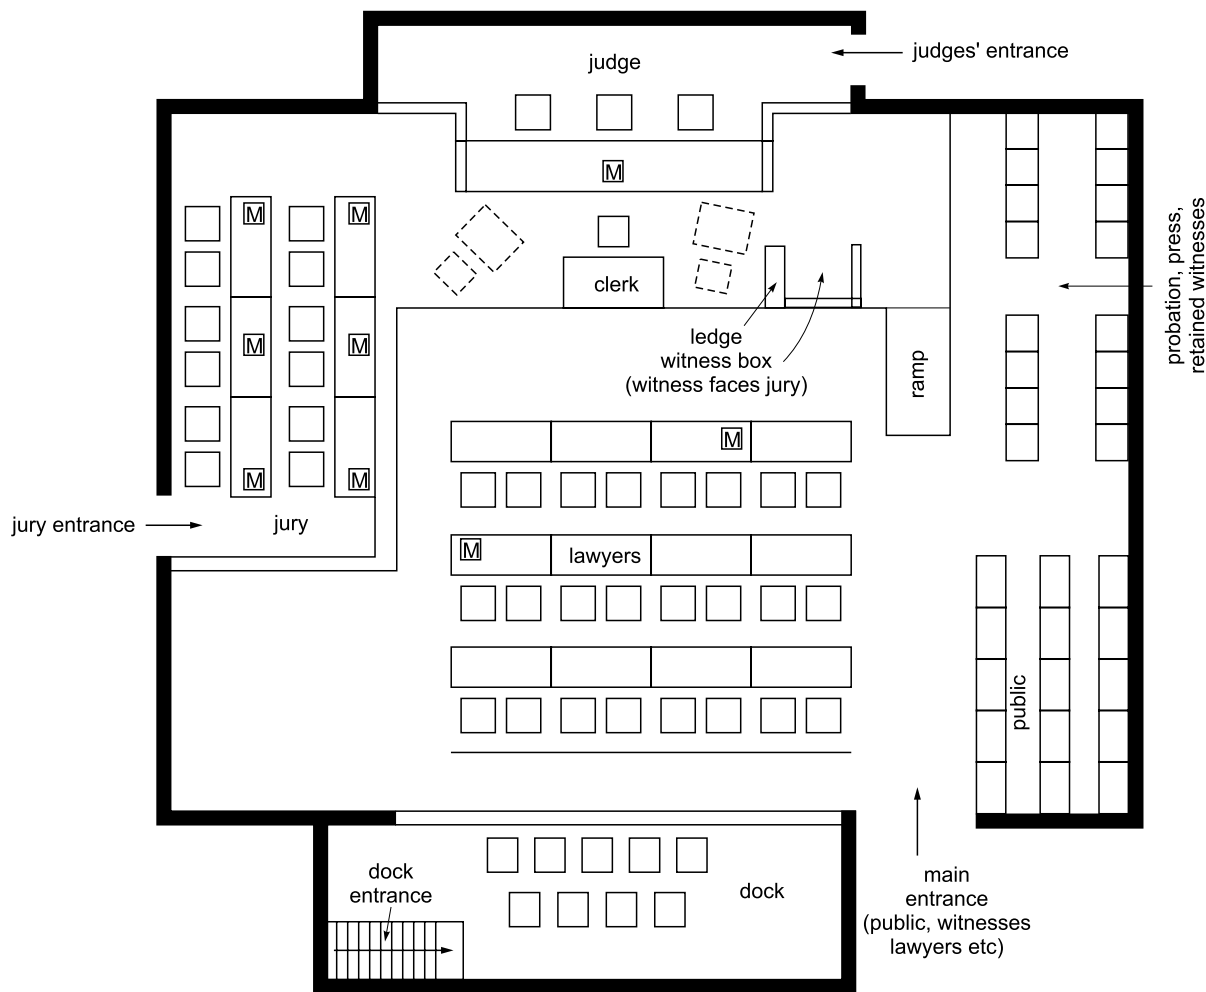 judges' entrance
judge
M
M
M
clerk
probation, press,
retained witnesses
ledge
witness box
(witness faces jury)
ramp
M
M
M
M
M
jury entrance
jury
M
lawyers
public
dock
entrance
dock
main
entrance
(public, witnesses
lawyers etc)